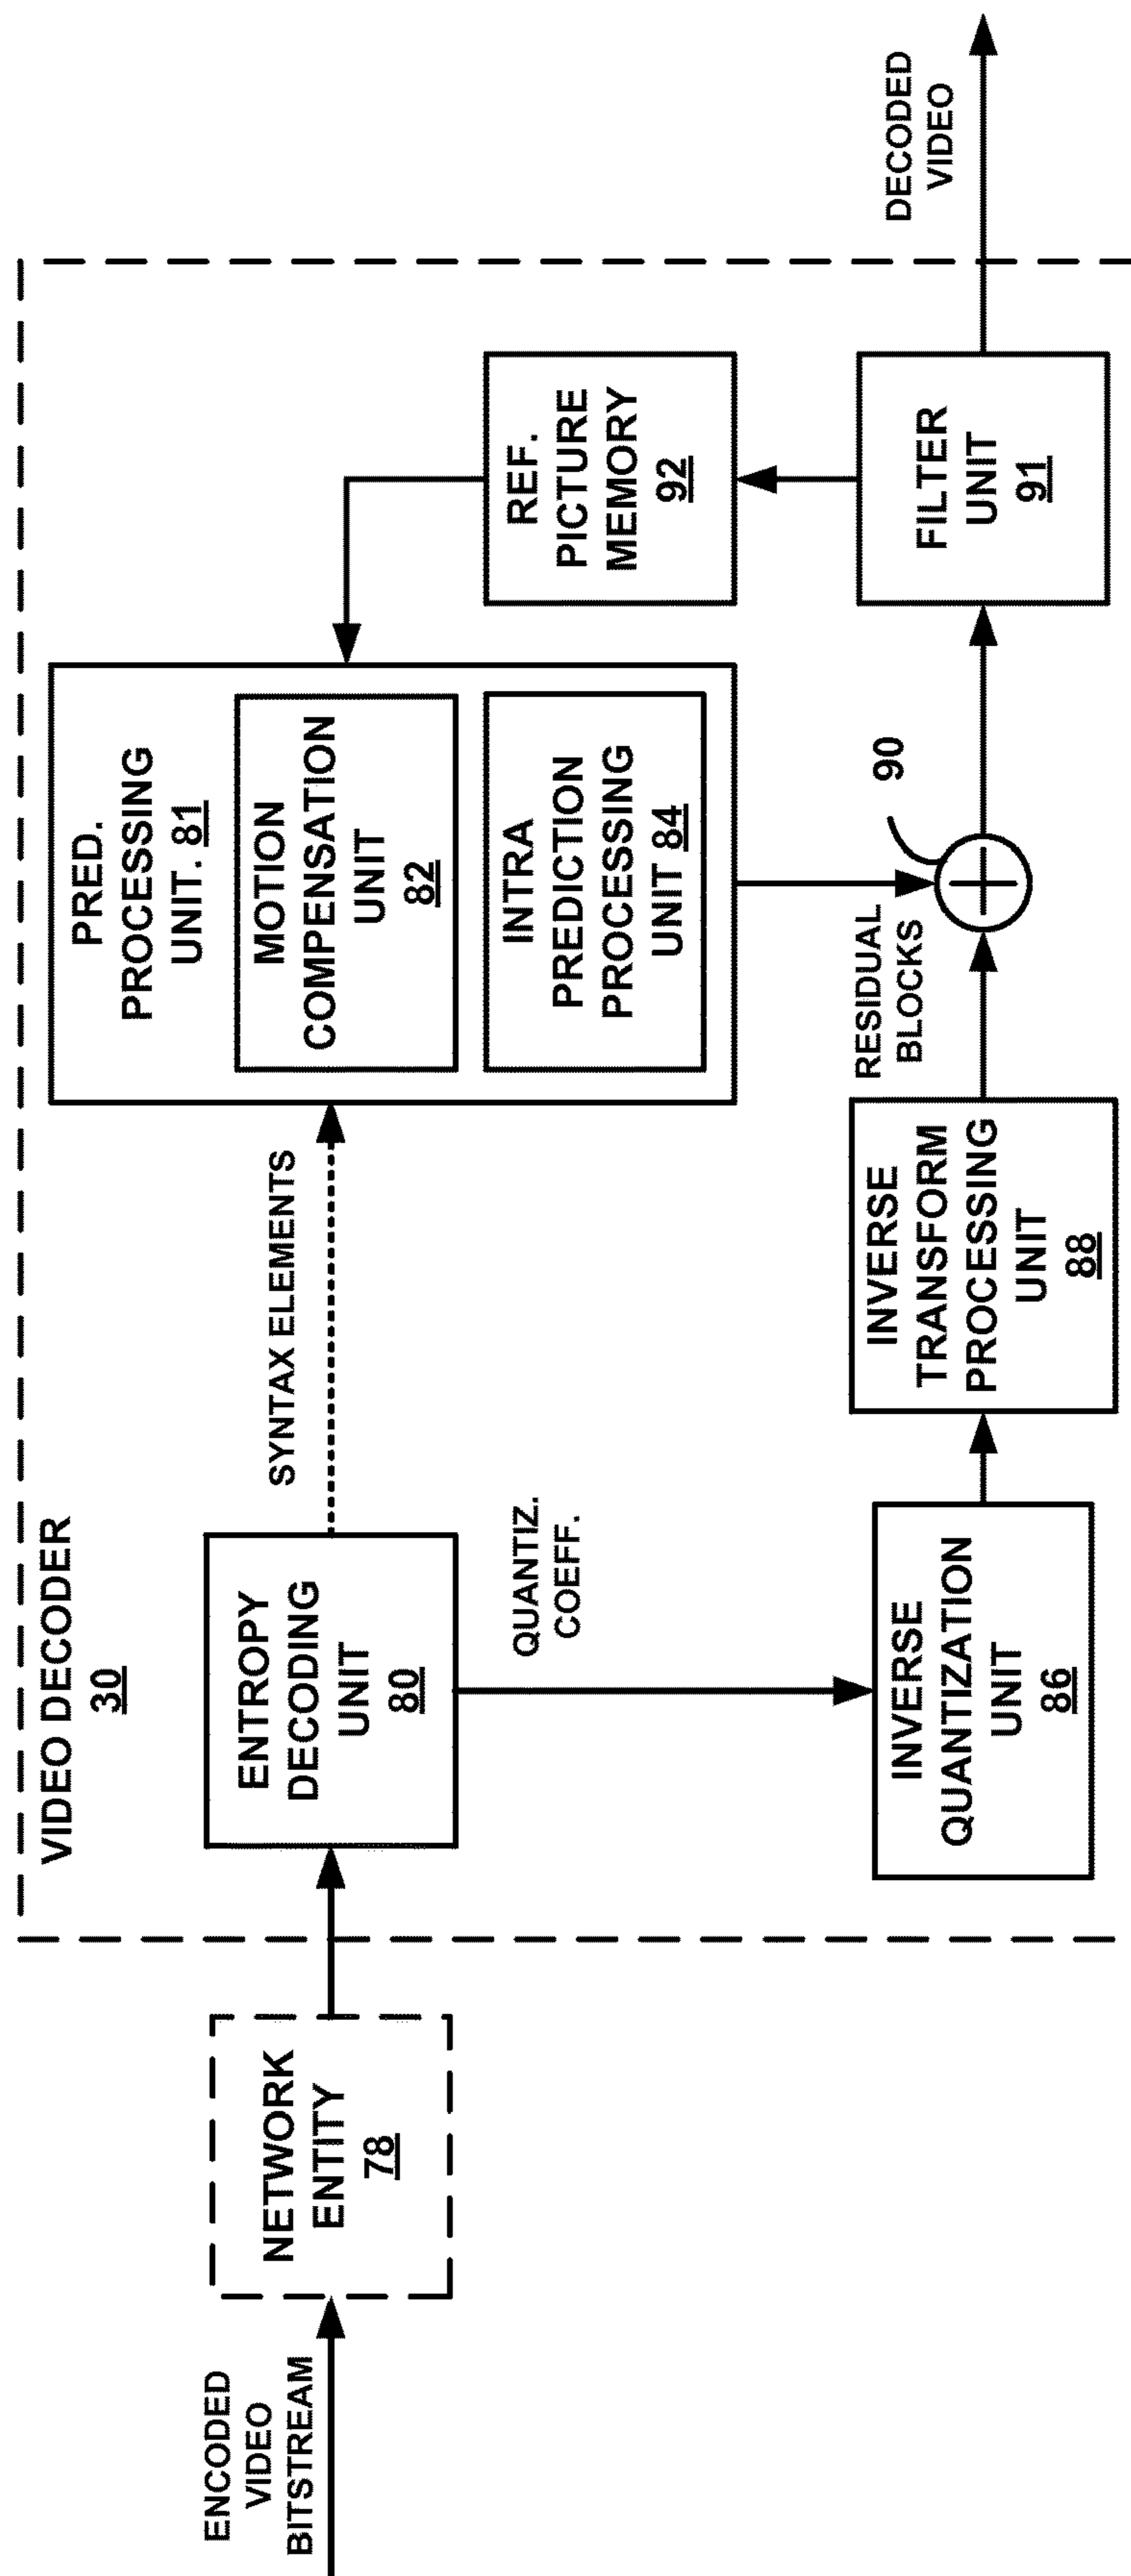 VIDEO DECODER
30
ENCODED
VIDEO
BITSTREAM
NETWORK
ENTITY
78
ENTROPY
DECODING
UNIT
80
SYNTAX ELEMENTS
PRED.
PROCESSING
UNIT. 81
MOTION
COMPENSATION
UNIT
82
INTRA
PREDICTION
PROCESSING
UNIT 84
REF.
PICTURE
MEMORY
92
QUANTIZ.
COEFF.
INVERSE
QUANTIZATION
UNIT
86
INVERSE
TRANSFORM
PROCESSING
UNIT
88
RESIDUAL
BLOCKS
90
FILTER
UNIT
91
DECODED
VIDEO